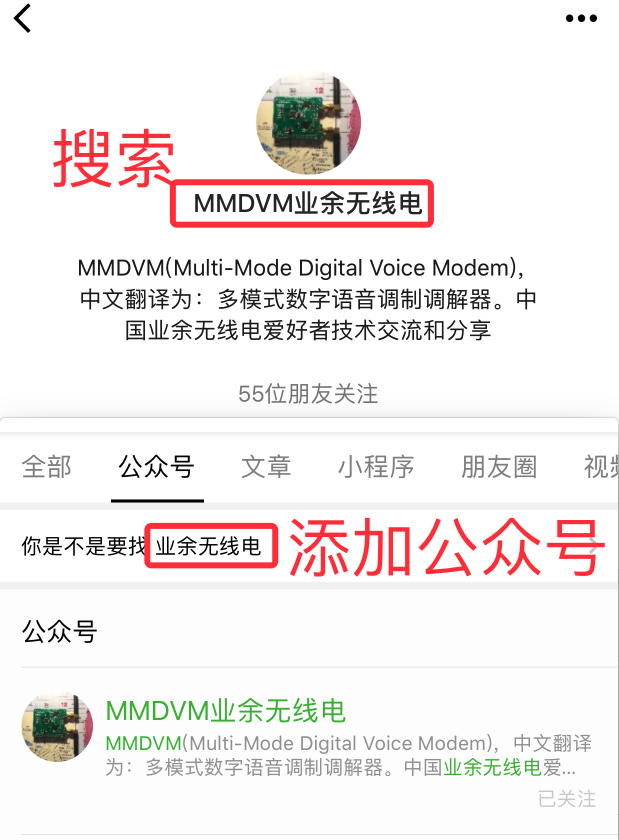 搜索
MMDVM业余无线电
MMDVM(Multi-Mode Digital Voice Modem)，
中文翻译为：多模式数字语音调制调解器。中
国业余无线电爱好者技术交流和分享
55位朋友关注
全部 公众号 文章 小程序 朋友圈 视
你是不是要找 业余无线电 添加公众号
公众号
MMDVM业余无线电
MMDVM(Multi-Mode Digital Voice Modem)，中文翻译
为：多模式数字语音调制调解器。中国业余无线电爱...
已关注